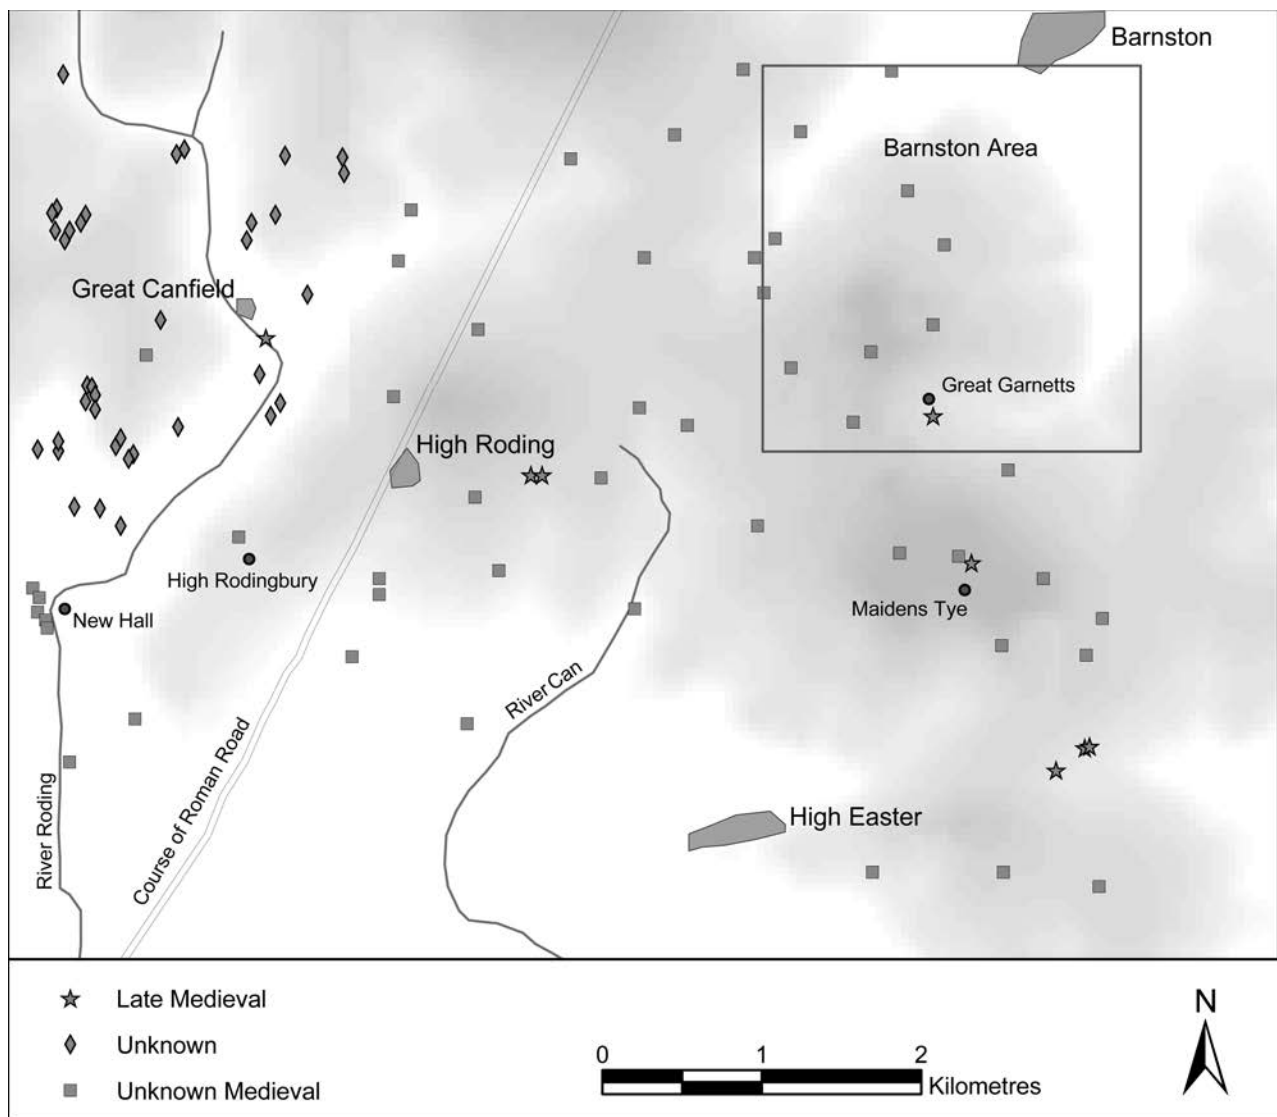 Barnston
Barnston Area
Great Canfield
Great Garnetts
High Roding
High Rodingbury
New Hall
Maidens Tye
River Can
Course of Roman Road
River Roding
High Easter
Late Medieval
Unknown
Unknown Medieval
0 1 2
Kilometres
N